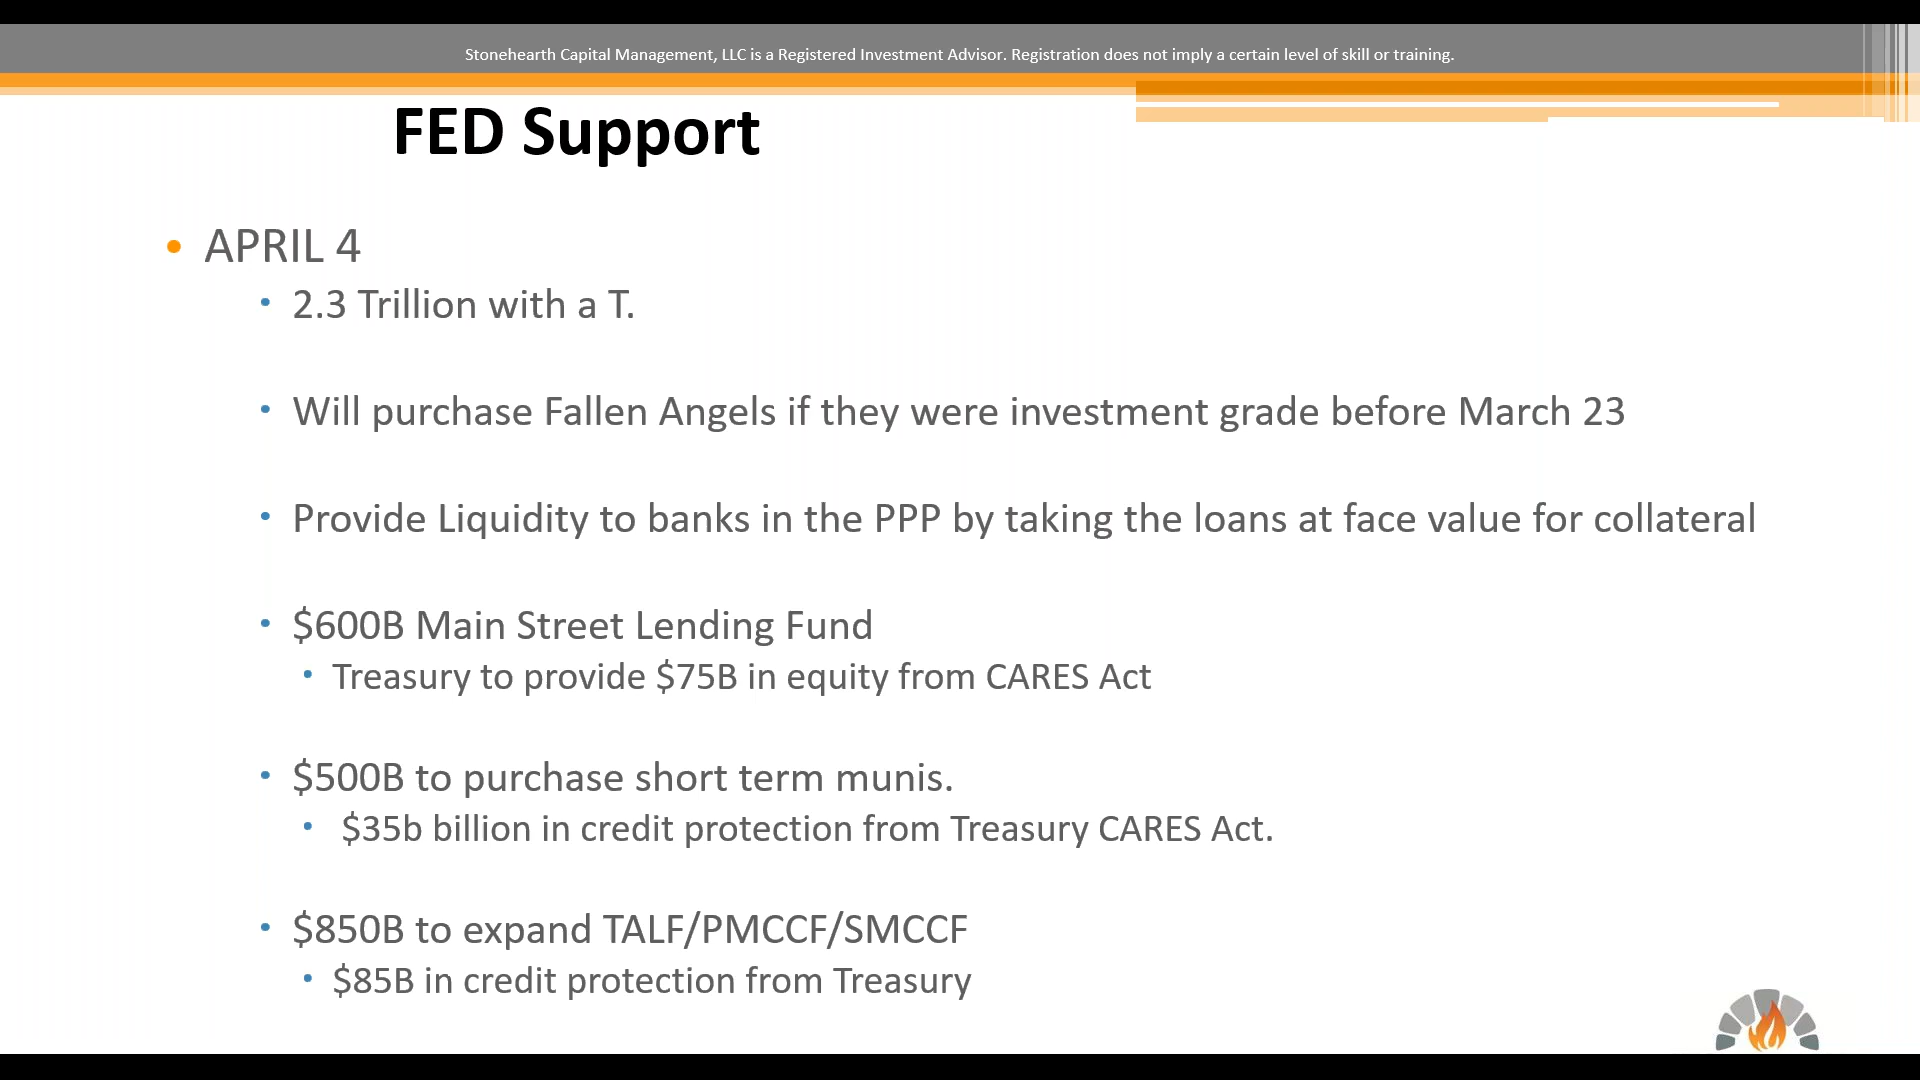 Stonehearth Capital Management, LLC is a Registered Investment Advisor. Registration does not imply a certain level of skill or training.
FED Support
• APRIL 4
• 2.3 Trillion with a T.
• Will purchase Fallen Angels if they were investment grade before March 23
• Provide Liquidity to banks in the PPP by taking the loans at face value for collateral
• $600B Main Street Lending Fund
• Treasury to provide $75B in equity from CARES Act
• $500B to purchase short term munis.
• $35b billion in credit protection from Treasury CARES Act.
• $850B to expand TALF/PMCCF/SMCCF
• $85B in credit protection from Treasury